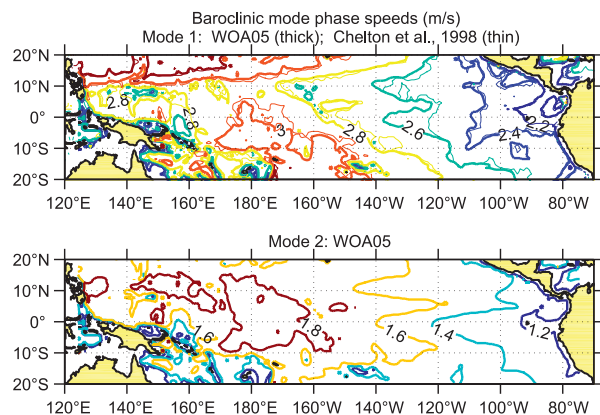 Baroclinic mode phase speeds (m/s)
Mode 1: WOA05 (thick); Chelton et al., 1998 (thin)
20°N
10°N
0°
10°S
20°S
2.8
2.8
3
2.8
2.6
2.4
2.2
120°E 140°E 160°E 180°W 160°W 140°W 120°W 100°W 80°W
Mode 2: WOA05
20°N
10°N
0°
10°S
20°S
1.6
1.8
1.6
1.4
1.2
120°E 140°E 160°E 180°W 160°W 140°W 120°W 100°W 80°W